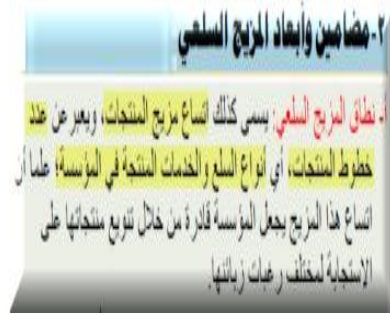 ٢- مضامين وأبعاد المزيج السلعي
أ- نطاق المزيج السلعي: يسمى كذلك اتساع مزيج المنتجات، ويعبر عن عدد
خطوط المنتجات، أي أنواع السلع والخدمات المنتجة في المؤسسة؛ علما أن
اتساع هذا المزيج يجعل المؤسسة قادرة من خلال تنويع منتجاتها على
الاستجابة لمختلف رغبات زبائنها.